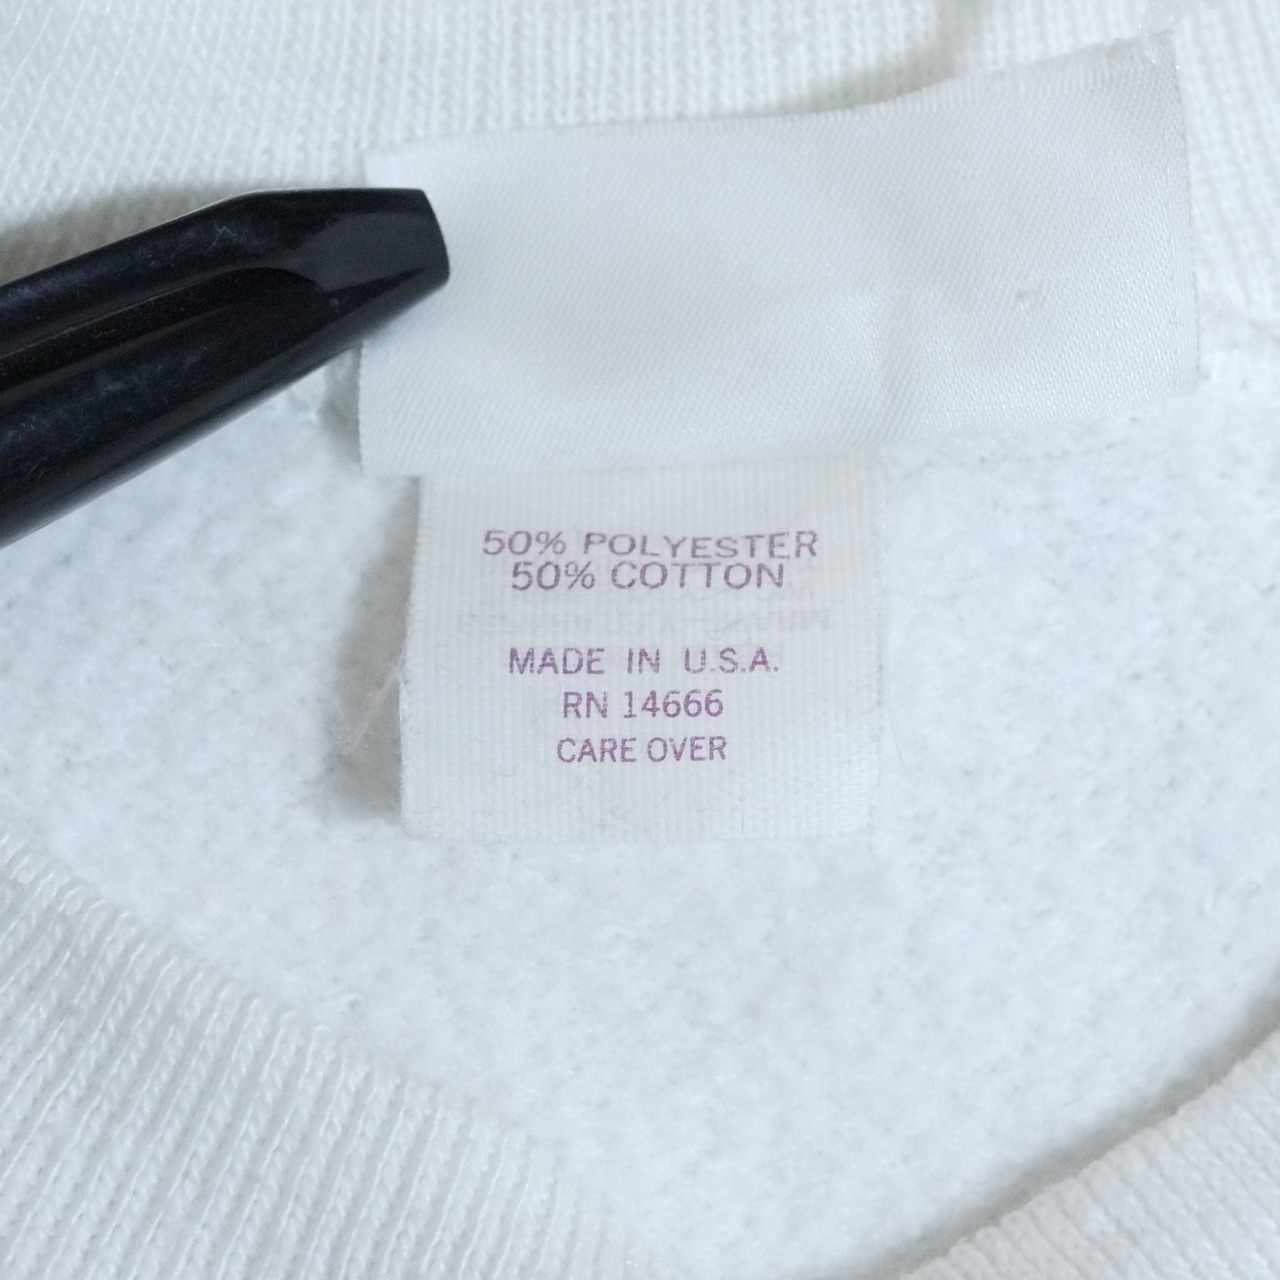 50% POLYESTER
50% COTTON
MADE IN U.S.A.
RN 14666
CARE OVER